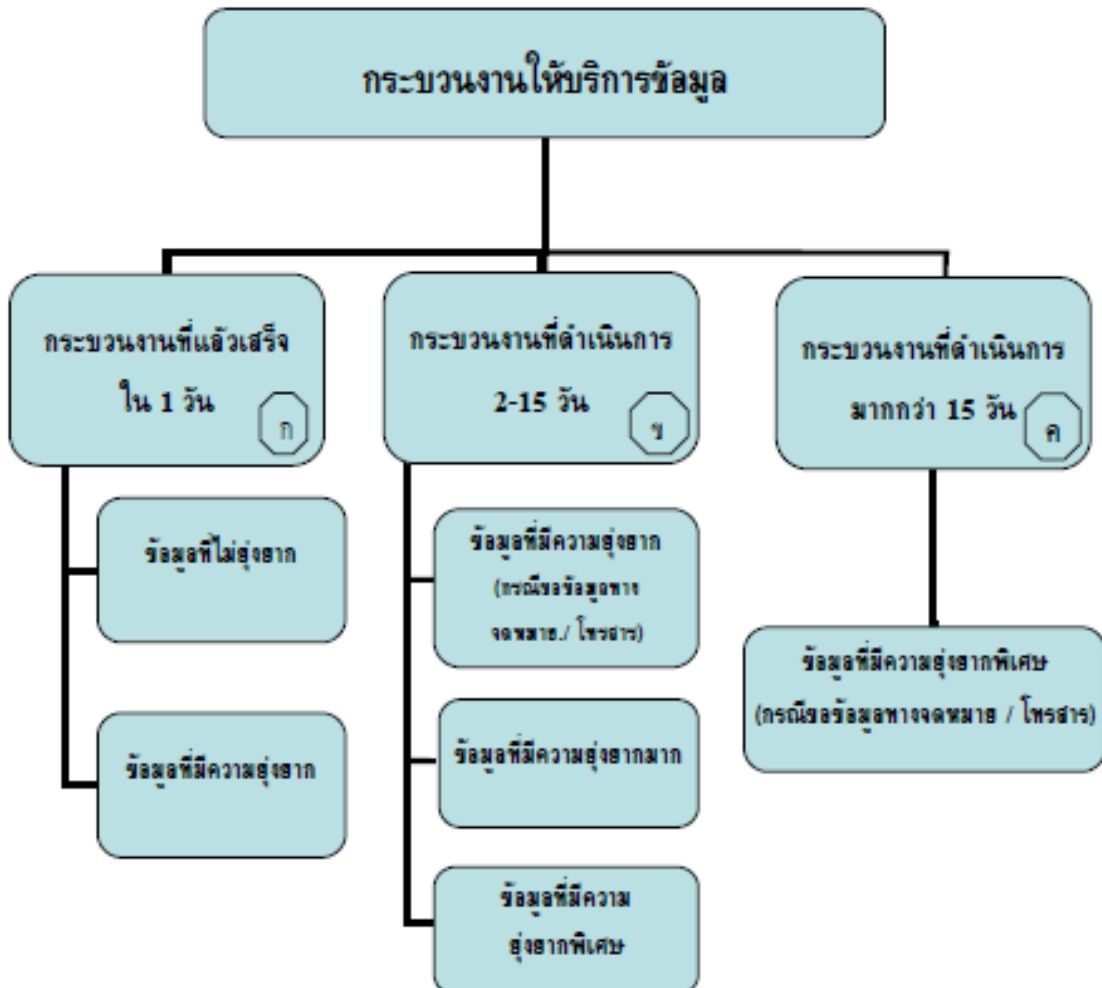 กระบวนงานให้บริการข้อมูล
กระบวนงานที่แล้วเสร็จ
ใน 1 วัน
ก
ข้อมูลที่ไม่ยุ่งยาก
ข้อมูลที่มีความยุ่งยาก
กระบวนงานที่ดำเนินการ
2-15 วัน
ข
ข้อมูลที่มีความยุ่งยาก
(กรณีขอข้อมูลทาง
จดหมาย./ โทรสาร)
ข้อมูลที่มีความยุ่งยากมาก
ข้อมูลที่มีความ
ยุ่งยากพิเศษ
กระบวนงานที่ดำเนินการ
มากกว่า 15 วัน
ค
ข้อมูลที่มีความยุ่งยากพิเศษ
(กรณีขอข้อมูลทางจดหมาย / โทรสาร)